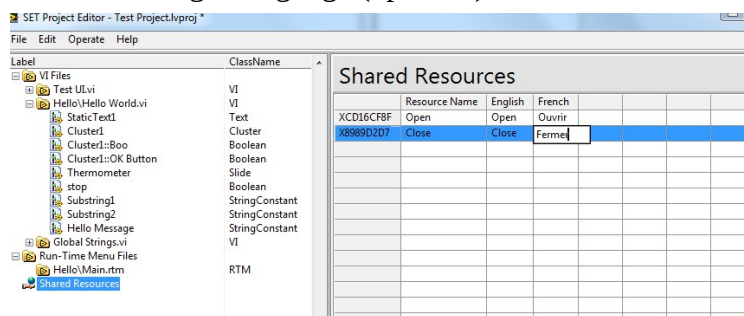 SET Project Editor - Test Project.lvproj *
File Edit Operate Help
Label ClassName
VI Files
Test UI.vi VI
Hello\Hello World.vi VI
StaticText1 Text
Cluster1 Cluster
Cluster1::Boo Boolean
Cluster1::OK Button Boolean
Thermometer Slide
stop Boolean
Substring1 StringConstant
Substring2 StringConstant
Hello Message StringConstant
Global Strings.vi VI
Run-Time Menu Files
Hello\Main.rtm RTM
Shared Resources
Shared Resources
Resource Name English French
XCD16CF8F Open Open Ouvrir
X8989D2D7 Close Close Fermer